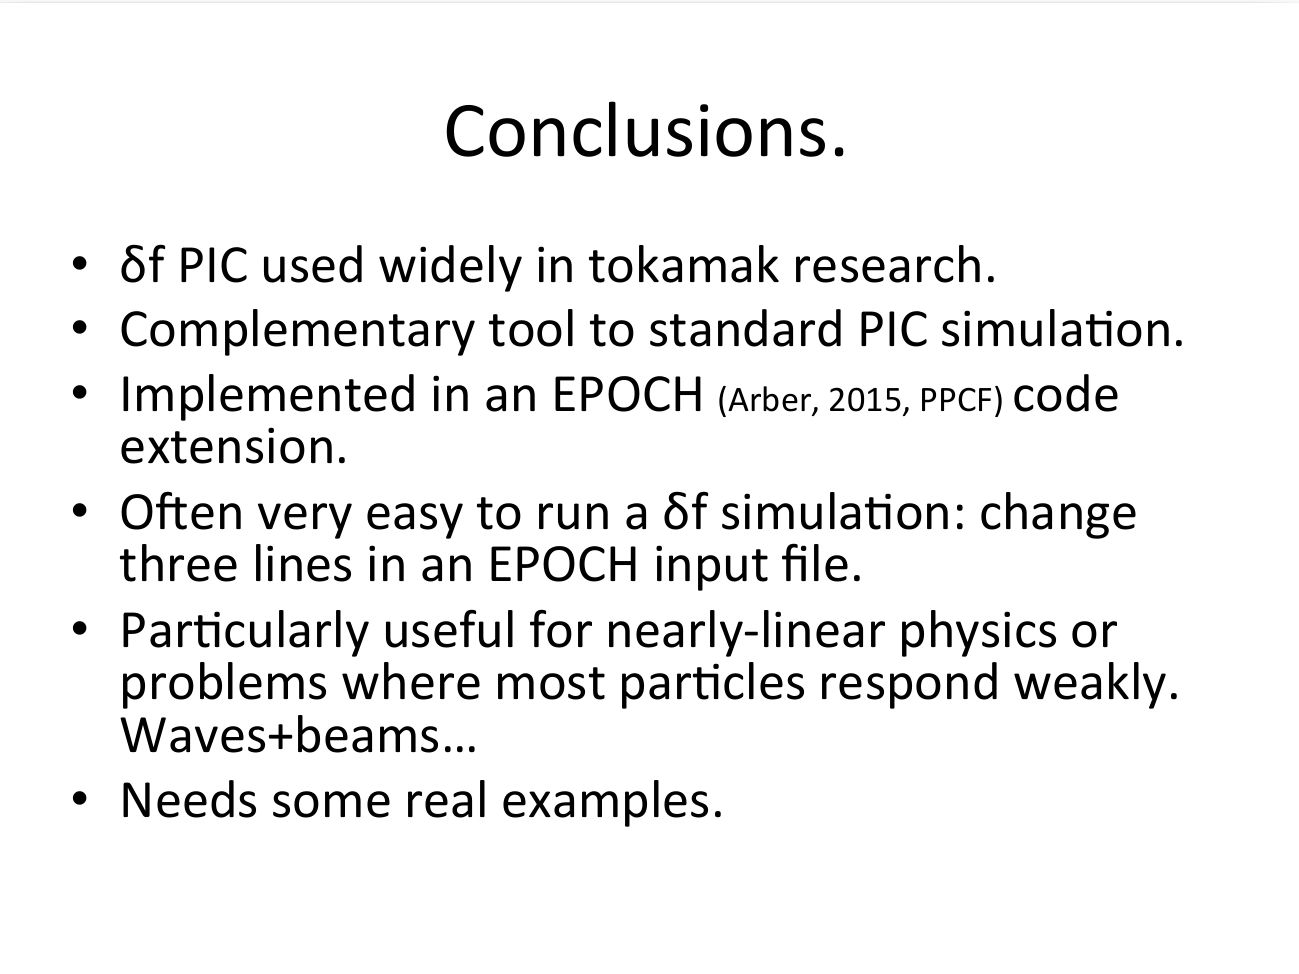 Conclusions.
• δf PIC used widely in tokamak research.
• Complementary tool to standard PIC simulation.
• Implemented in an EPOCH (Arber, 2015, PPCF) code
extension.
• Often very easy to run a δf simulation: change
three lines in an EPOCH input file.
• Particularly useful for nearly-linear physics or
problems where most particles respond weakly.
Waves+beams…
• Needs some real examples.